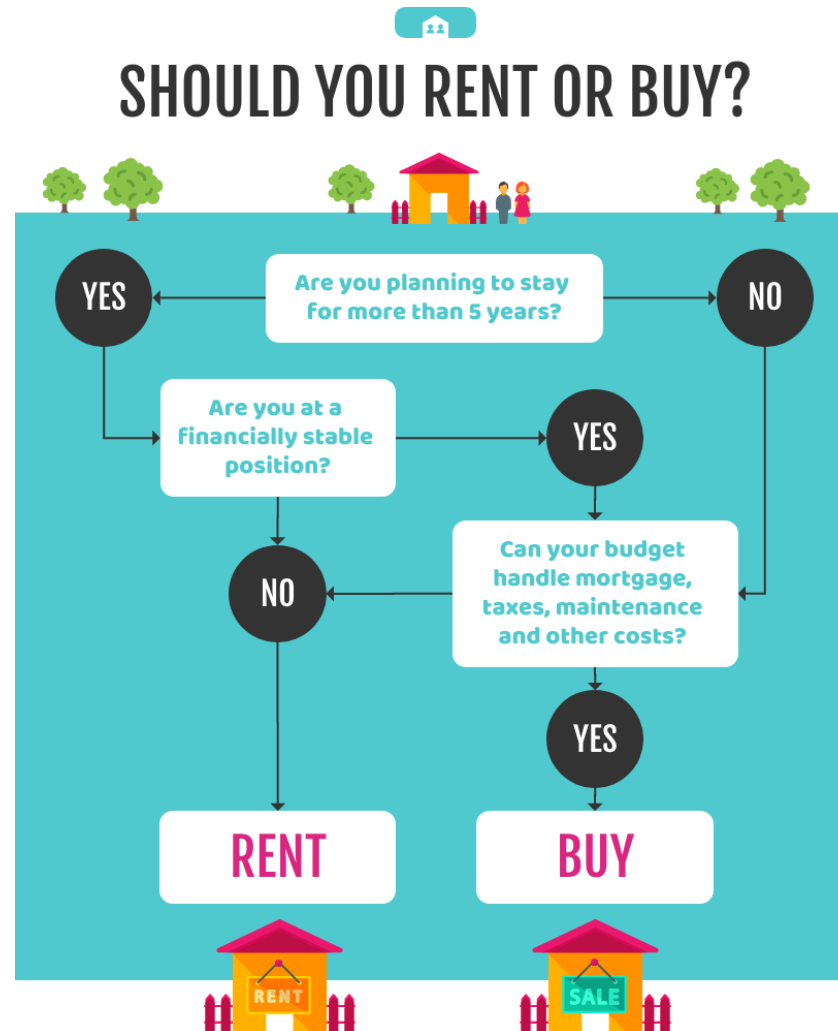 SHOULD YOU RENT OR BUY?
YES
Are you planning to stay
for more than 5 years?
NO
Are you at a
financially stable
position?
YES
Can your budget
handle mortgage,
taxes, maintenance
and other costs?
NO
YES
RENT
BUY
RENT
SALE